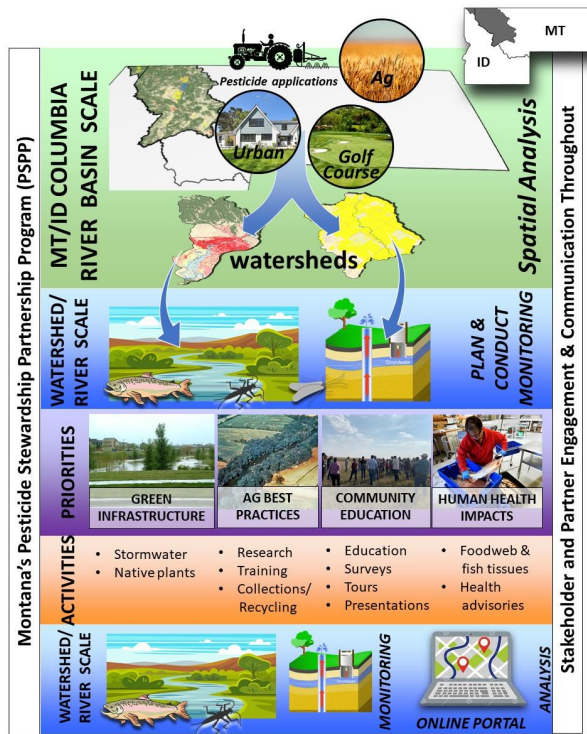 MT
ID
Montana's Pesticide Stewardship Partnership Program (PSPP)
Stakeholder and Partner Engagement & Communication Throughout
MT/ID COLUMBIA
RIVER BASIN SCALE
Pesticide applications
Ag
Urban
Golf
Course
Spatial Analysis
watersheds
WATERSHED/
RIVER SCALE
PLAN &
CONDUCT
MONITORING
PRIORITIES
GREEN
INFRASTRUCTURE
AG BEST
PRACTICES
COMMUNITY
EDUCATION
HUMAN HEALTH
IMPACTS
ACTIVITIES
• Stormwater
• Native plants
• Research
• Training
• Collections/
Recycling
• Education
• Surveys
• Tours
• Presentations
• Foodweb &
fish tissues
• Health
advisories
WATERSHED/
RIVER SCALE
MONITORING
ONLINE PORTAL
ANALYSIS